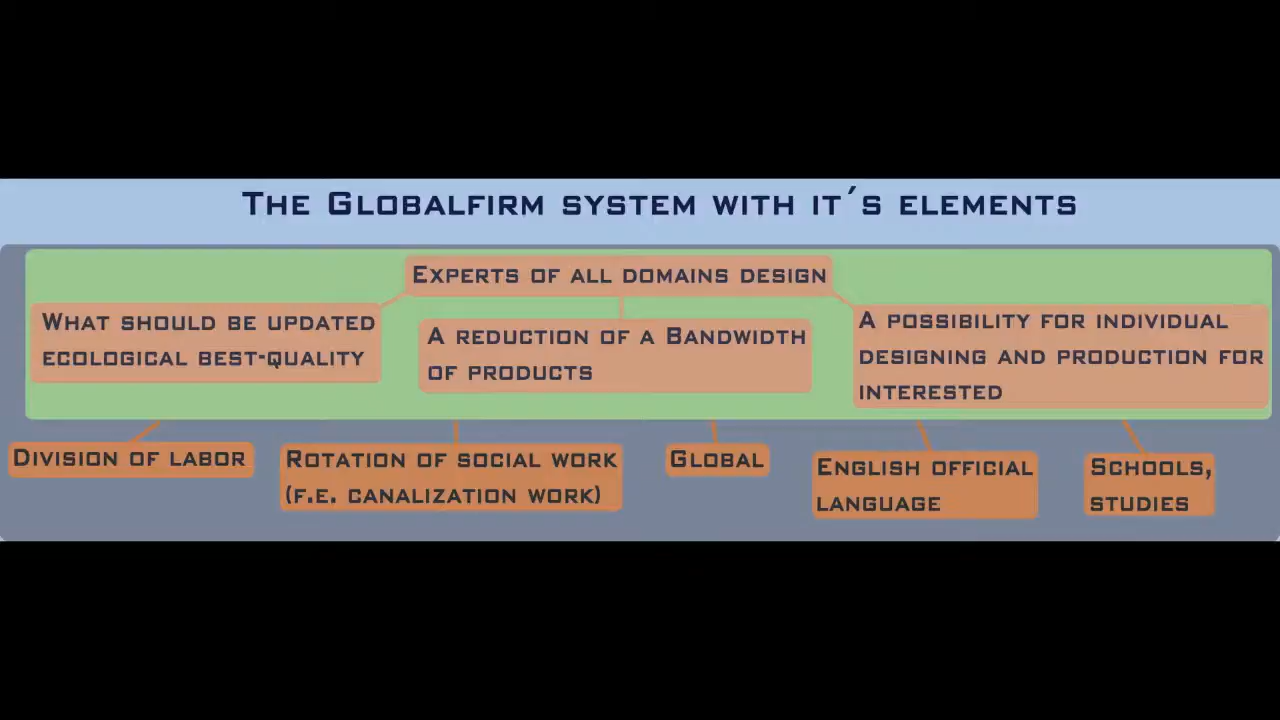 The Globalfirm system with it´s elements
Experts of all domains design
What should be updated
ecological best-quality
A reduction of a Bandwidth
of products
A possibility for individual
designing and production for
interested
Division of labor
Rotation of social work
(f.e. canalization work)
Global
English official
language
Schools,
studies